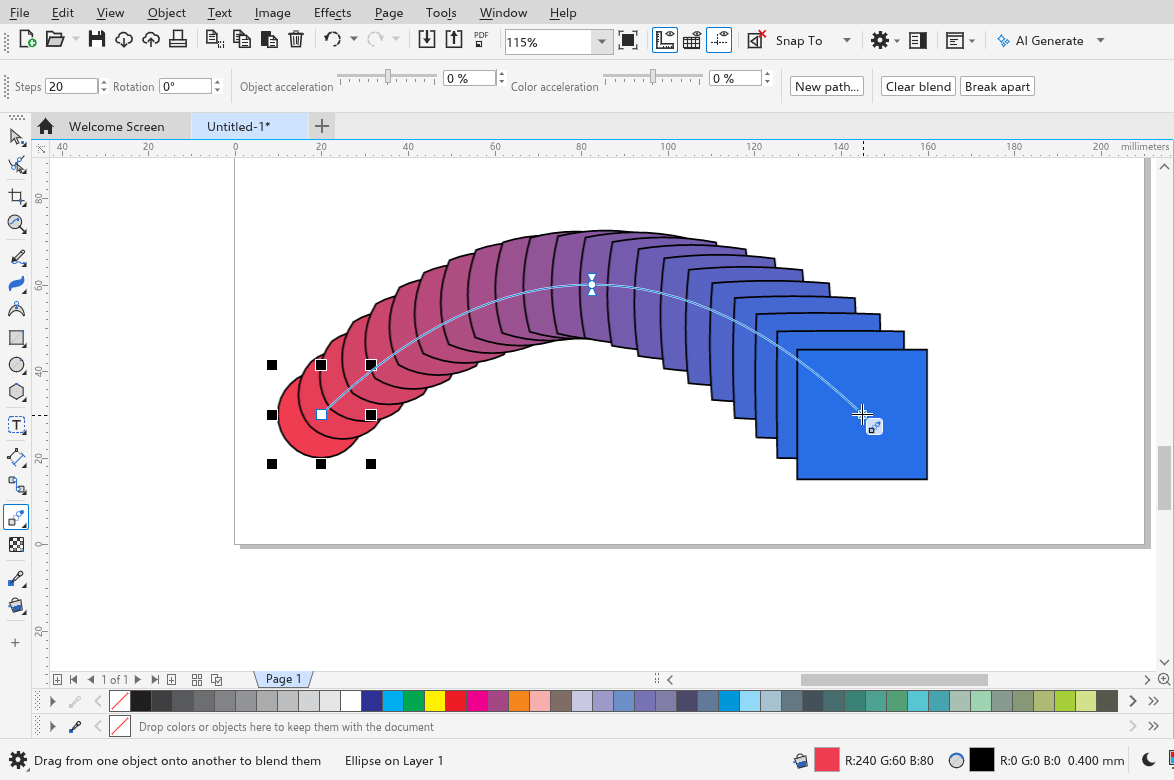 File Edit View Object Text Image Effects Page Tools Window Help
PDF 115% Snap To AI Generate
Steps 20 Rotation 0° Object acceleration 0 % Color acceleration 0 % New path... Clear blend Break apart
Welcome Screen Untitled-1*
40 20 0 20 40 60 80 100 120 140 160 180 200 millimeters
80
60
40
20
0
20
1 of 1 Page 1
Drop colors or objects here to keep them with the document
Drag from one object onto another to blend them Ellipse on Layer 1 R:240 G:60 B:80 R:0 G:0 B:0 0.400 mm